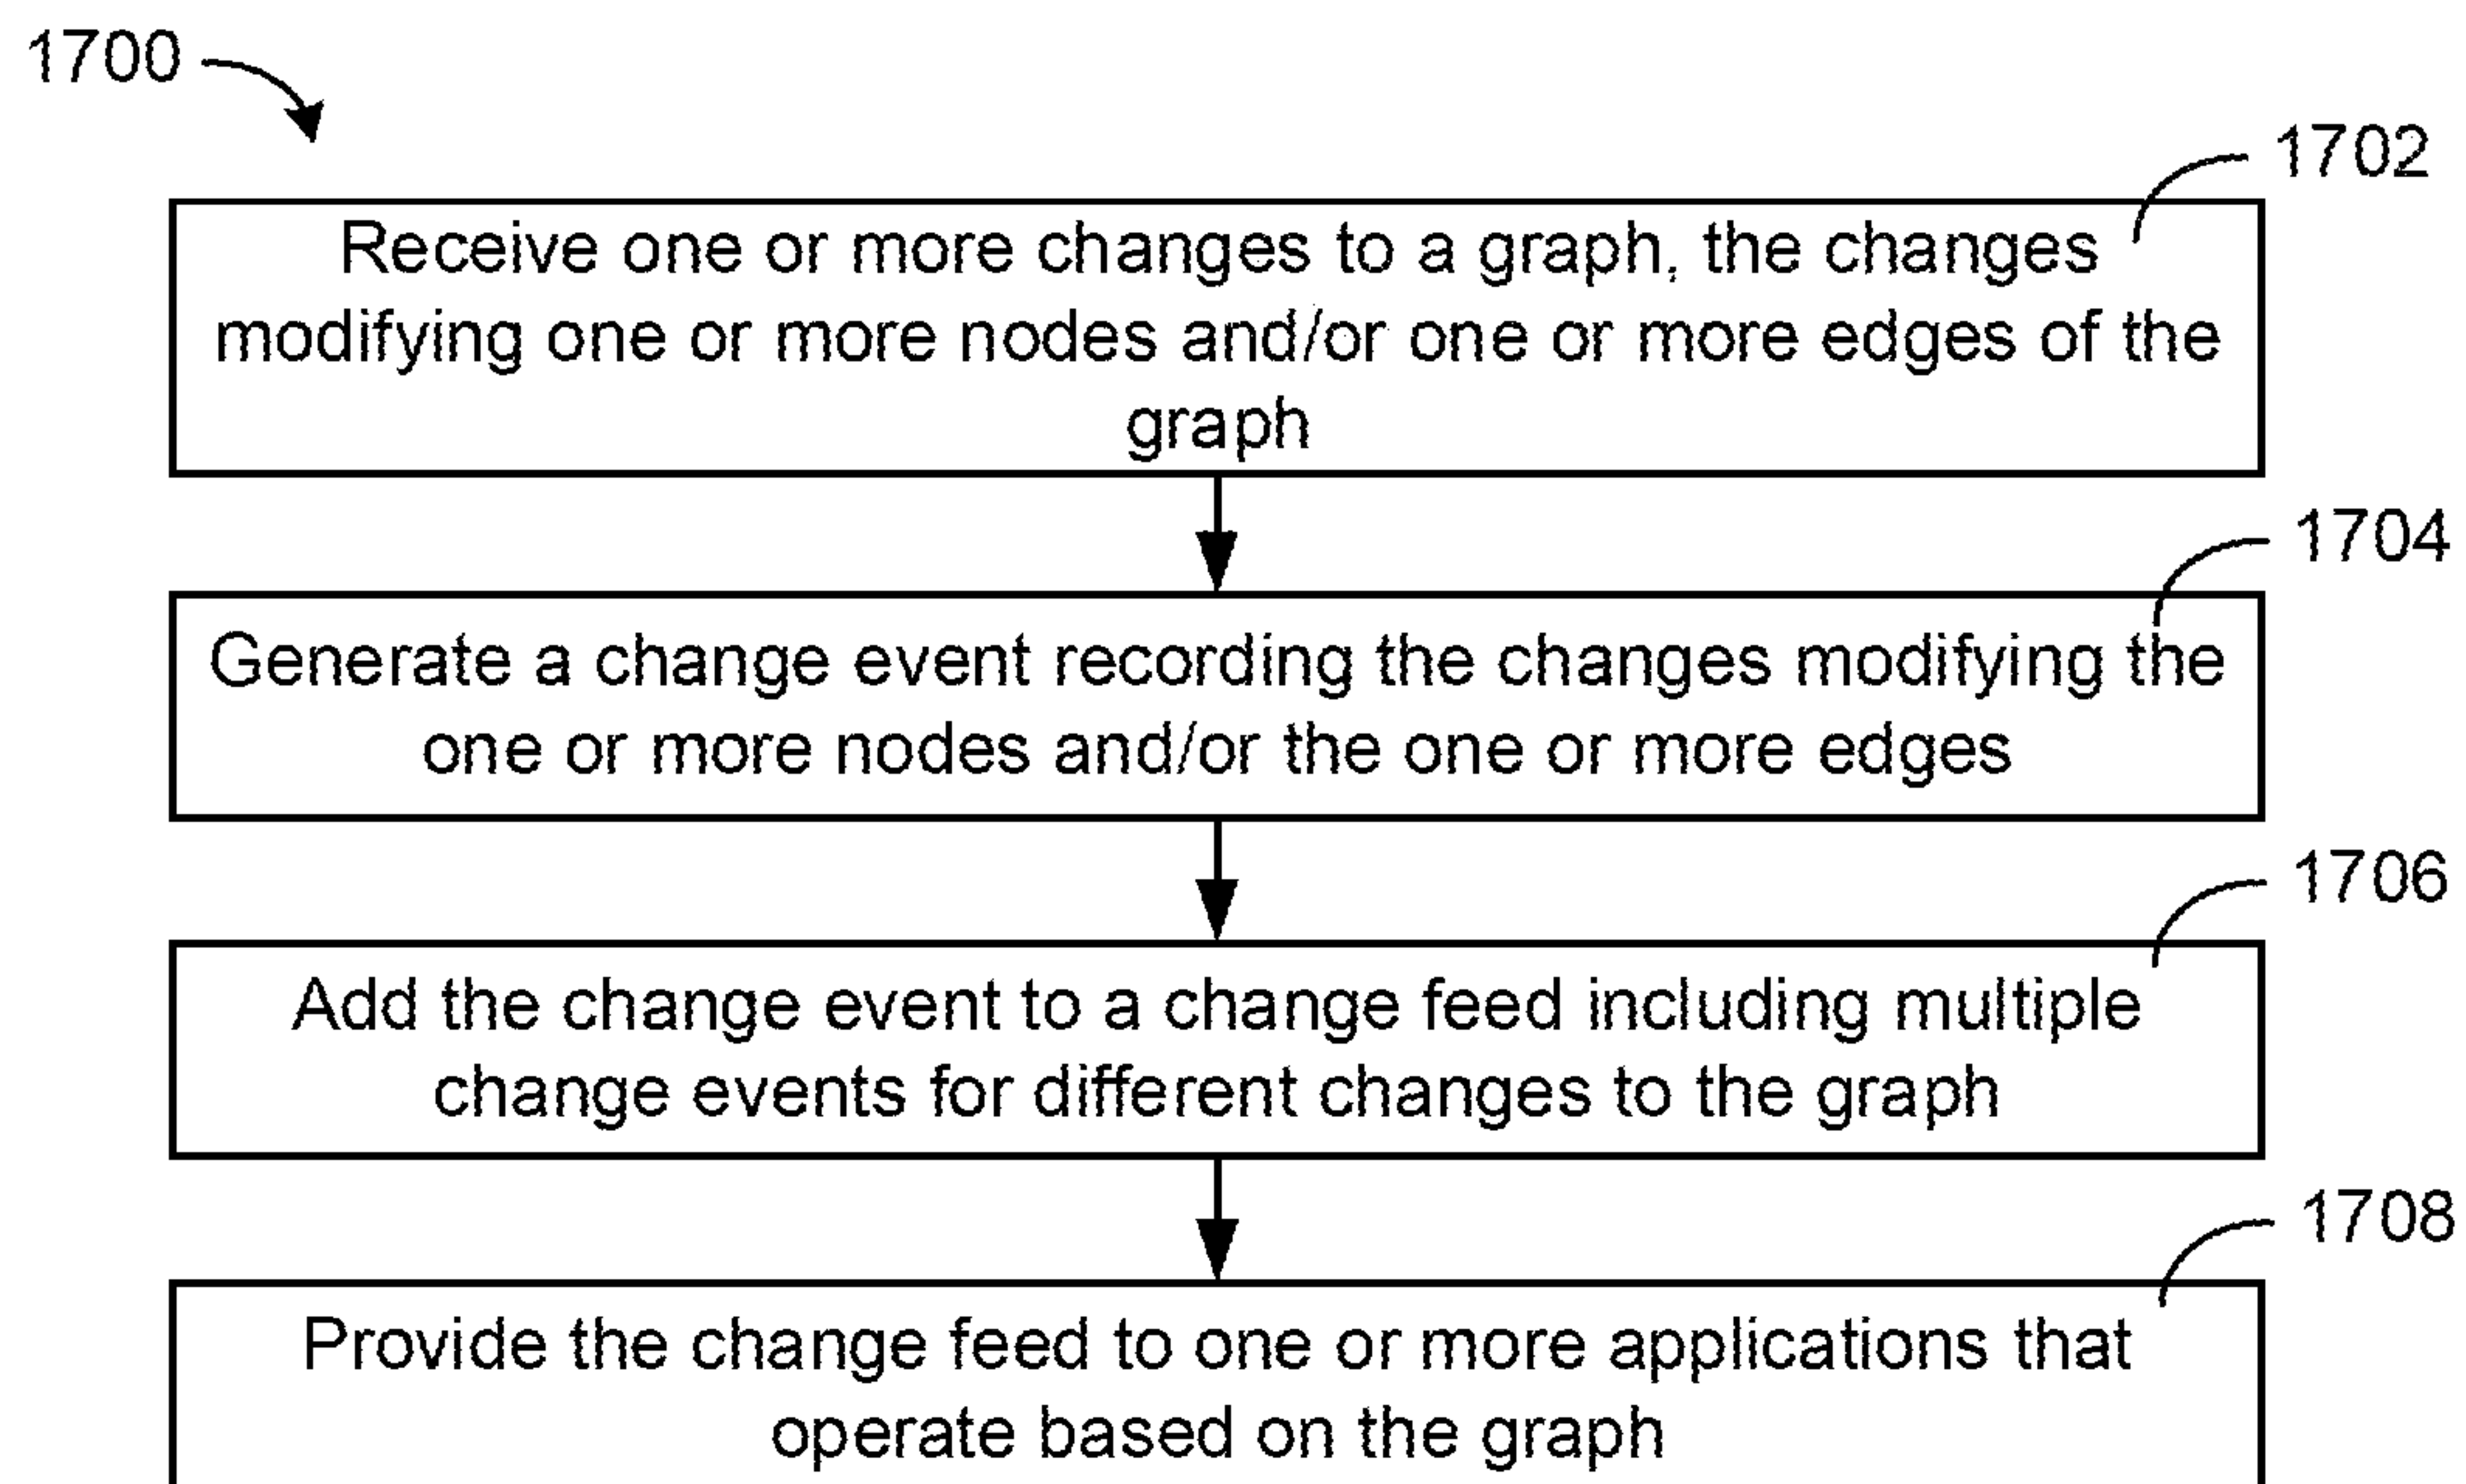 1700
1702
Receive one or more changes to a graph, the changes
modifying one or more nodes and/or one or more edges of the
graph
1704
Generate a change event recording the changes modifying the
one or more nodes and/or the one or more edges
1706
Add the change event to a change feed including multiple
change events for different changes to the graph
1708
Provide the change feed to one or more applications that
operate based on the graph